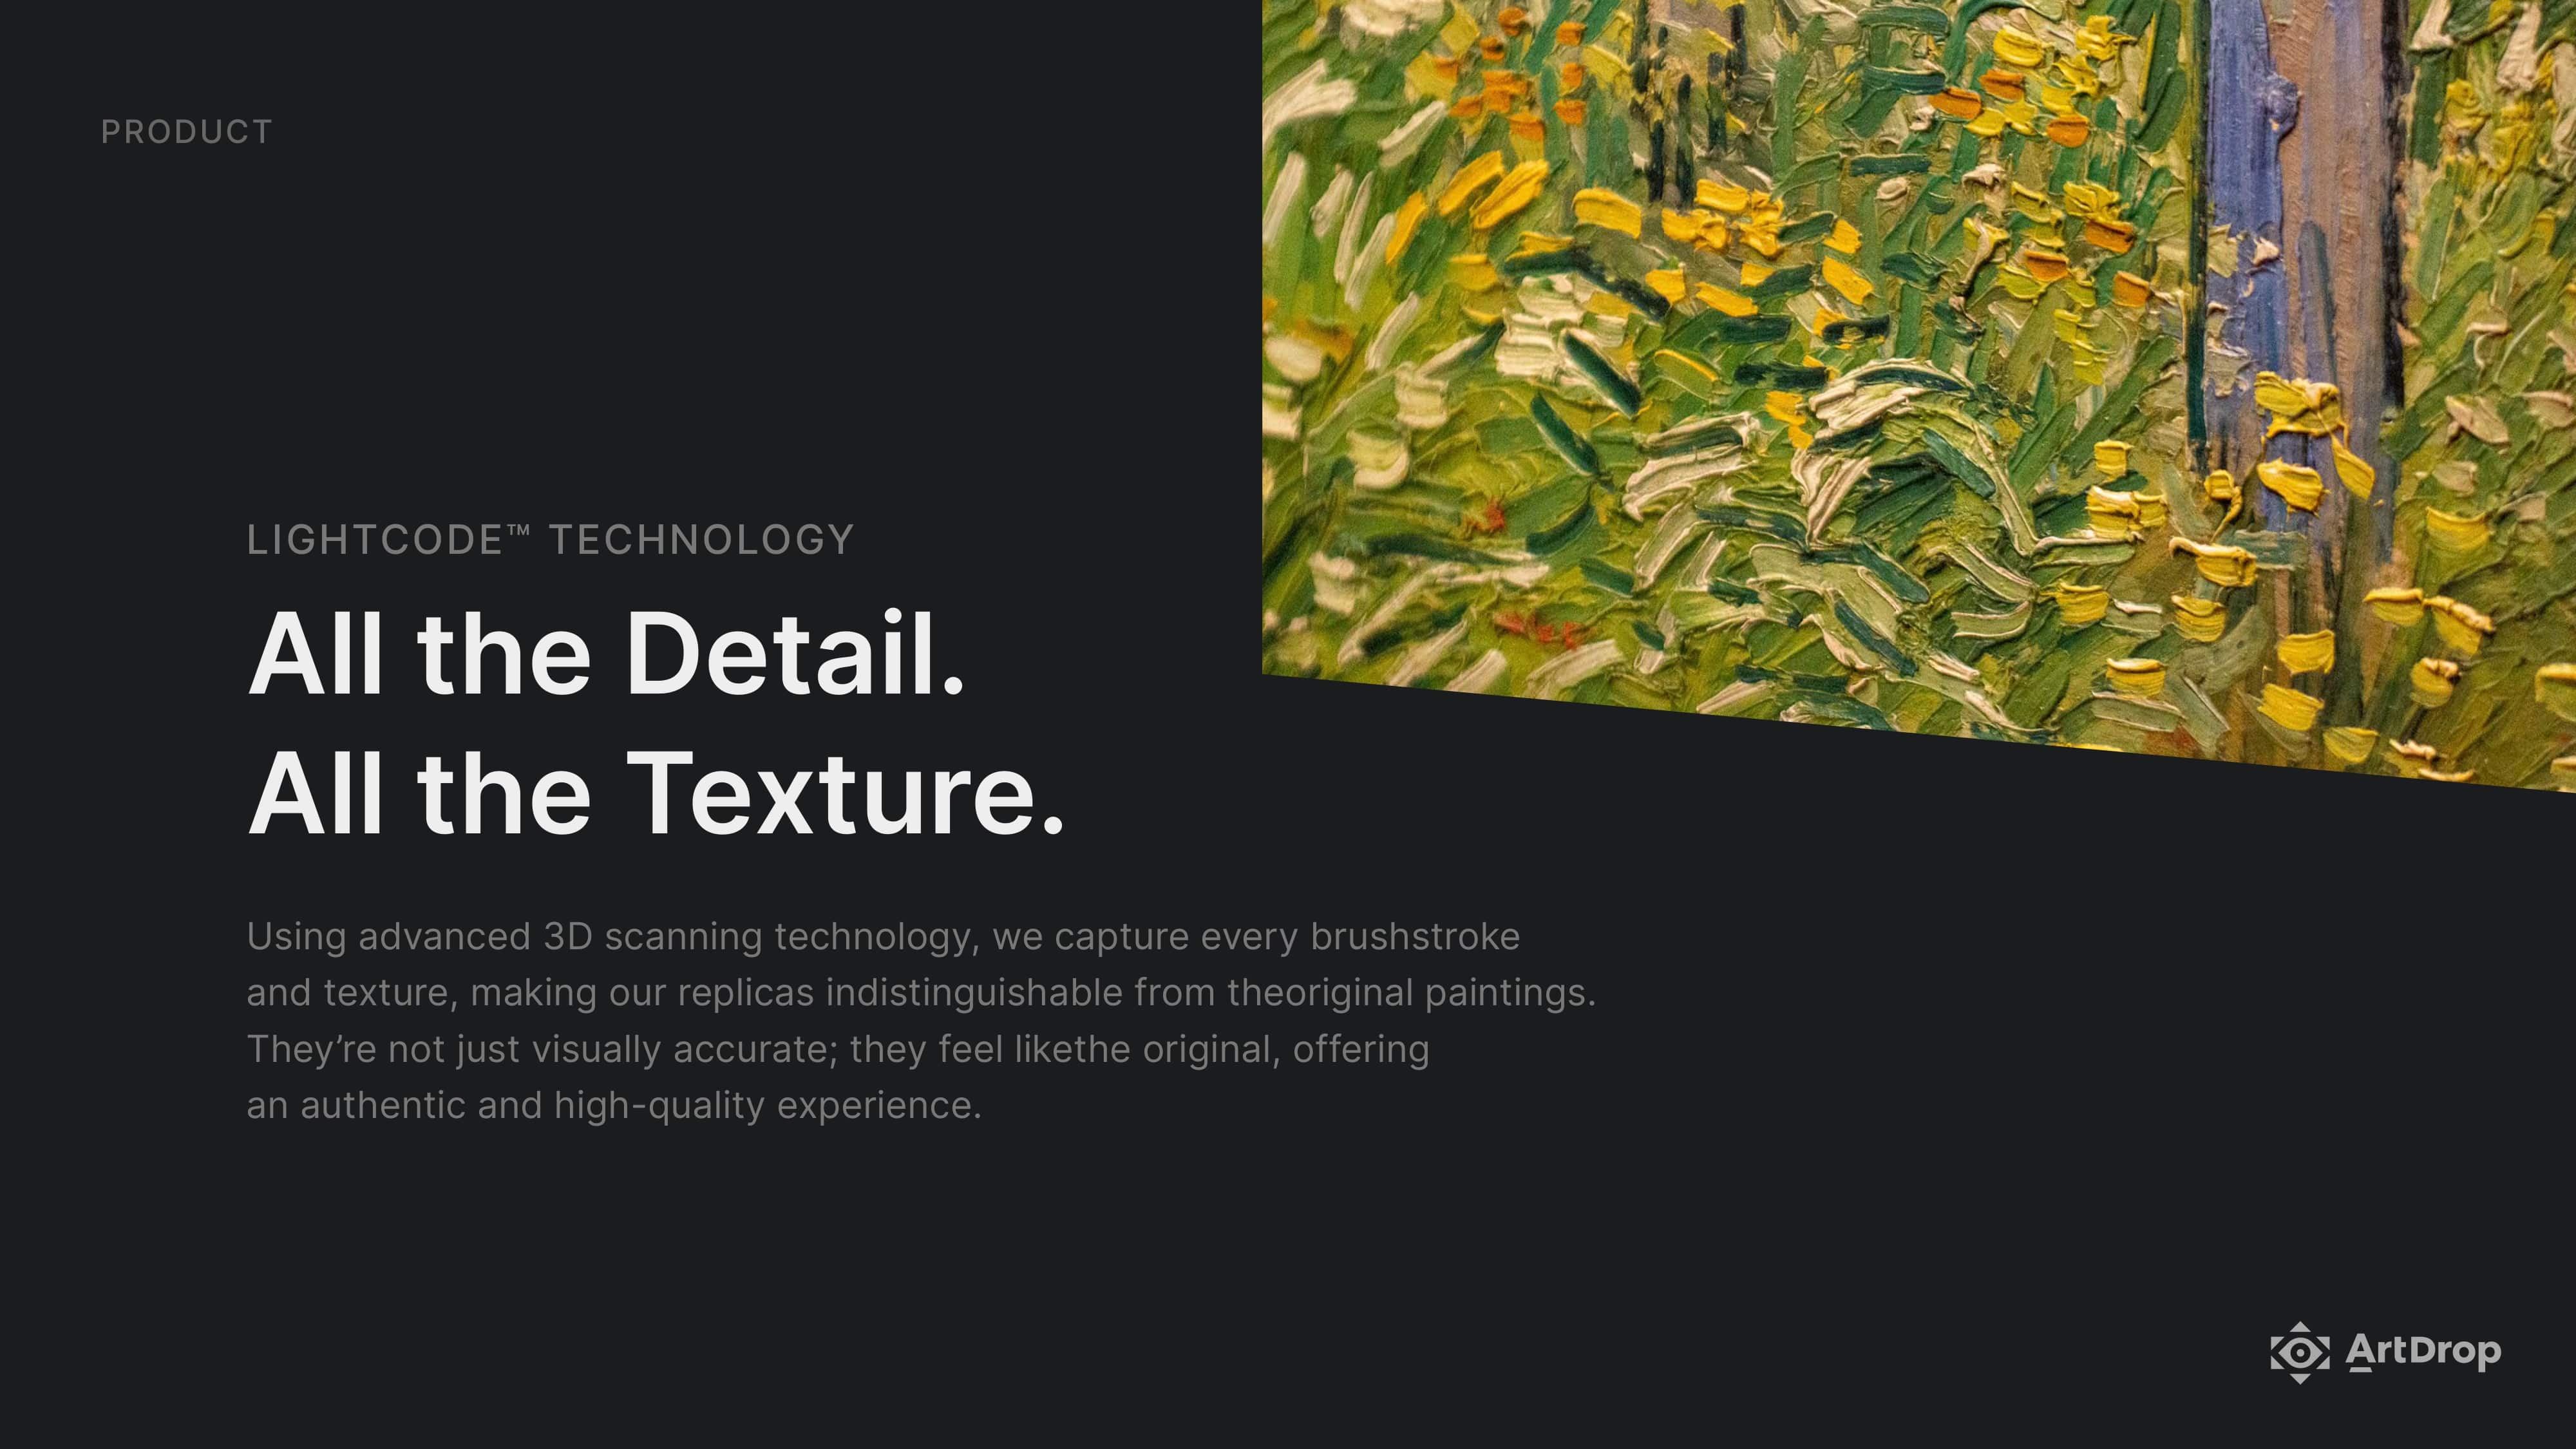 PRODUCT
LIGHTCODE™ TECHNOLOGY
All the Detail.
All the Texture.
Using advanced 3D scanning technology, we capture every brushstroke
and texture, making our replicas indistinguishable from theoriginal paintings.
They’re not just visually accurate; they feel likethe original, offering
an authentic and high-quality experience.
ArtDrop